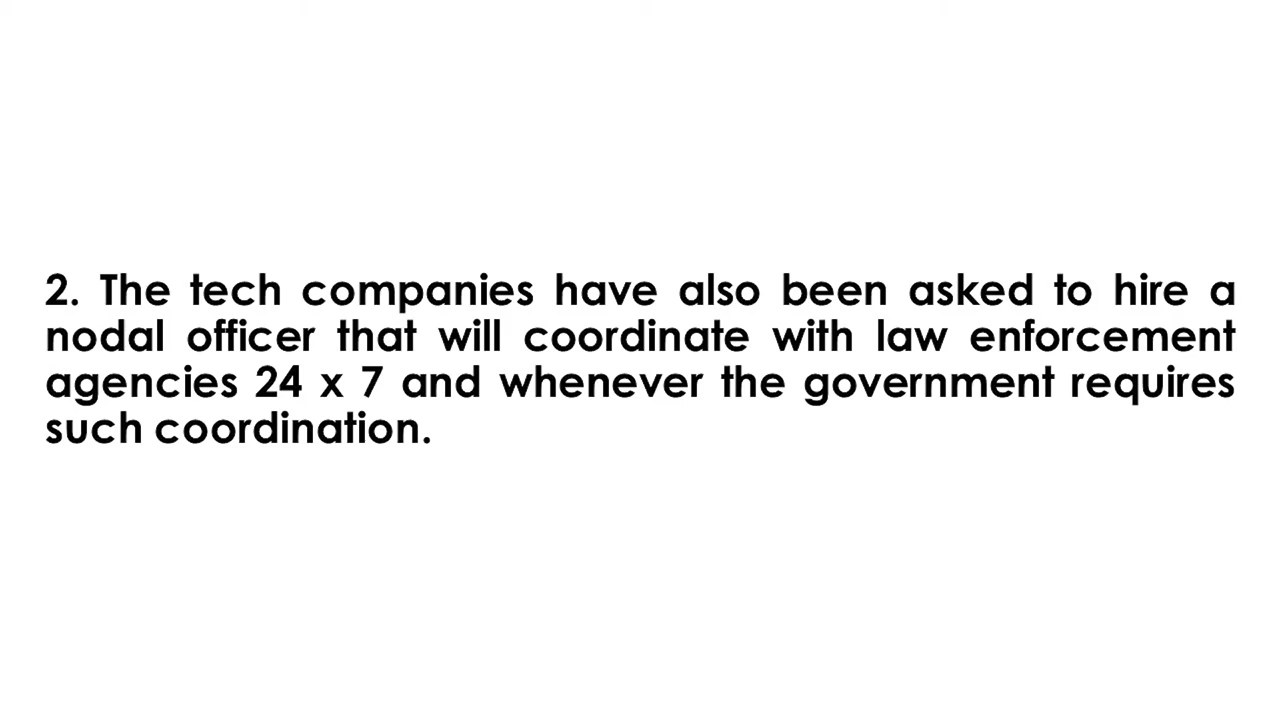 2. The tech companies have also been asked to hire a
nodal officer that will coordinate with law enforcement
agencies 24 x 7 and whenever the government requires
such coordination.